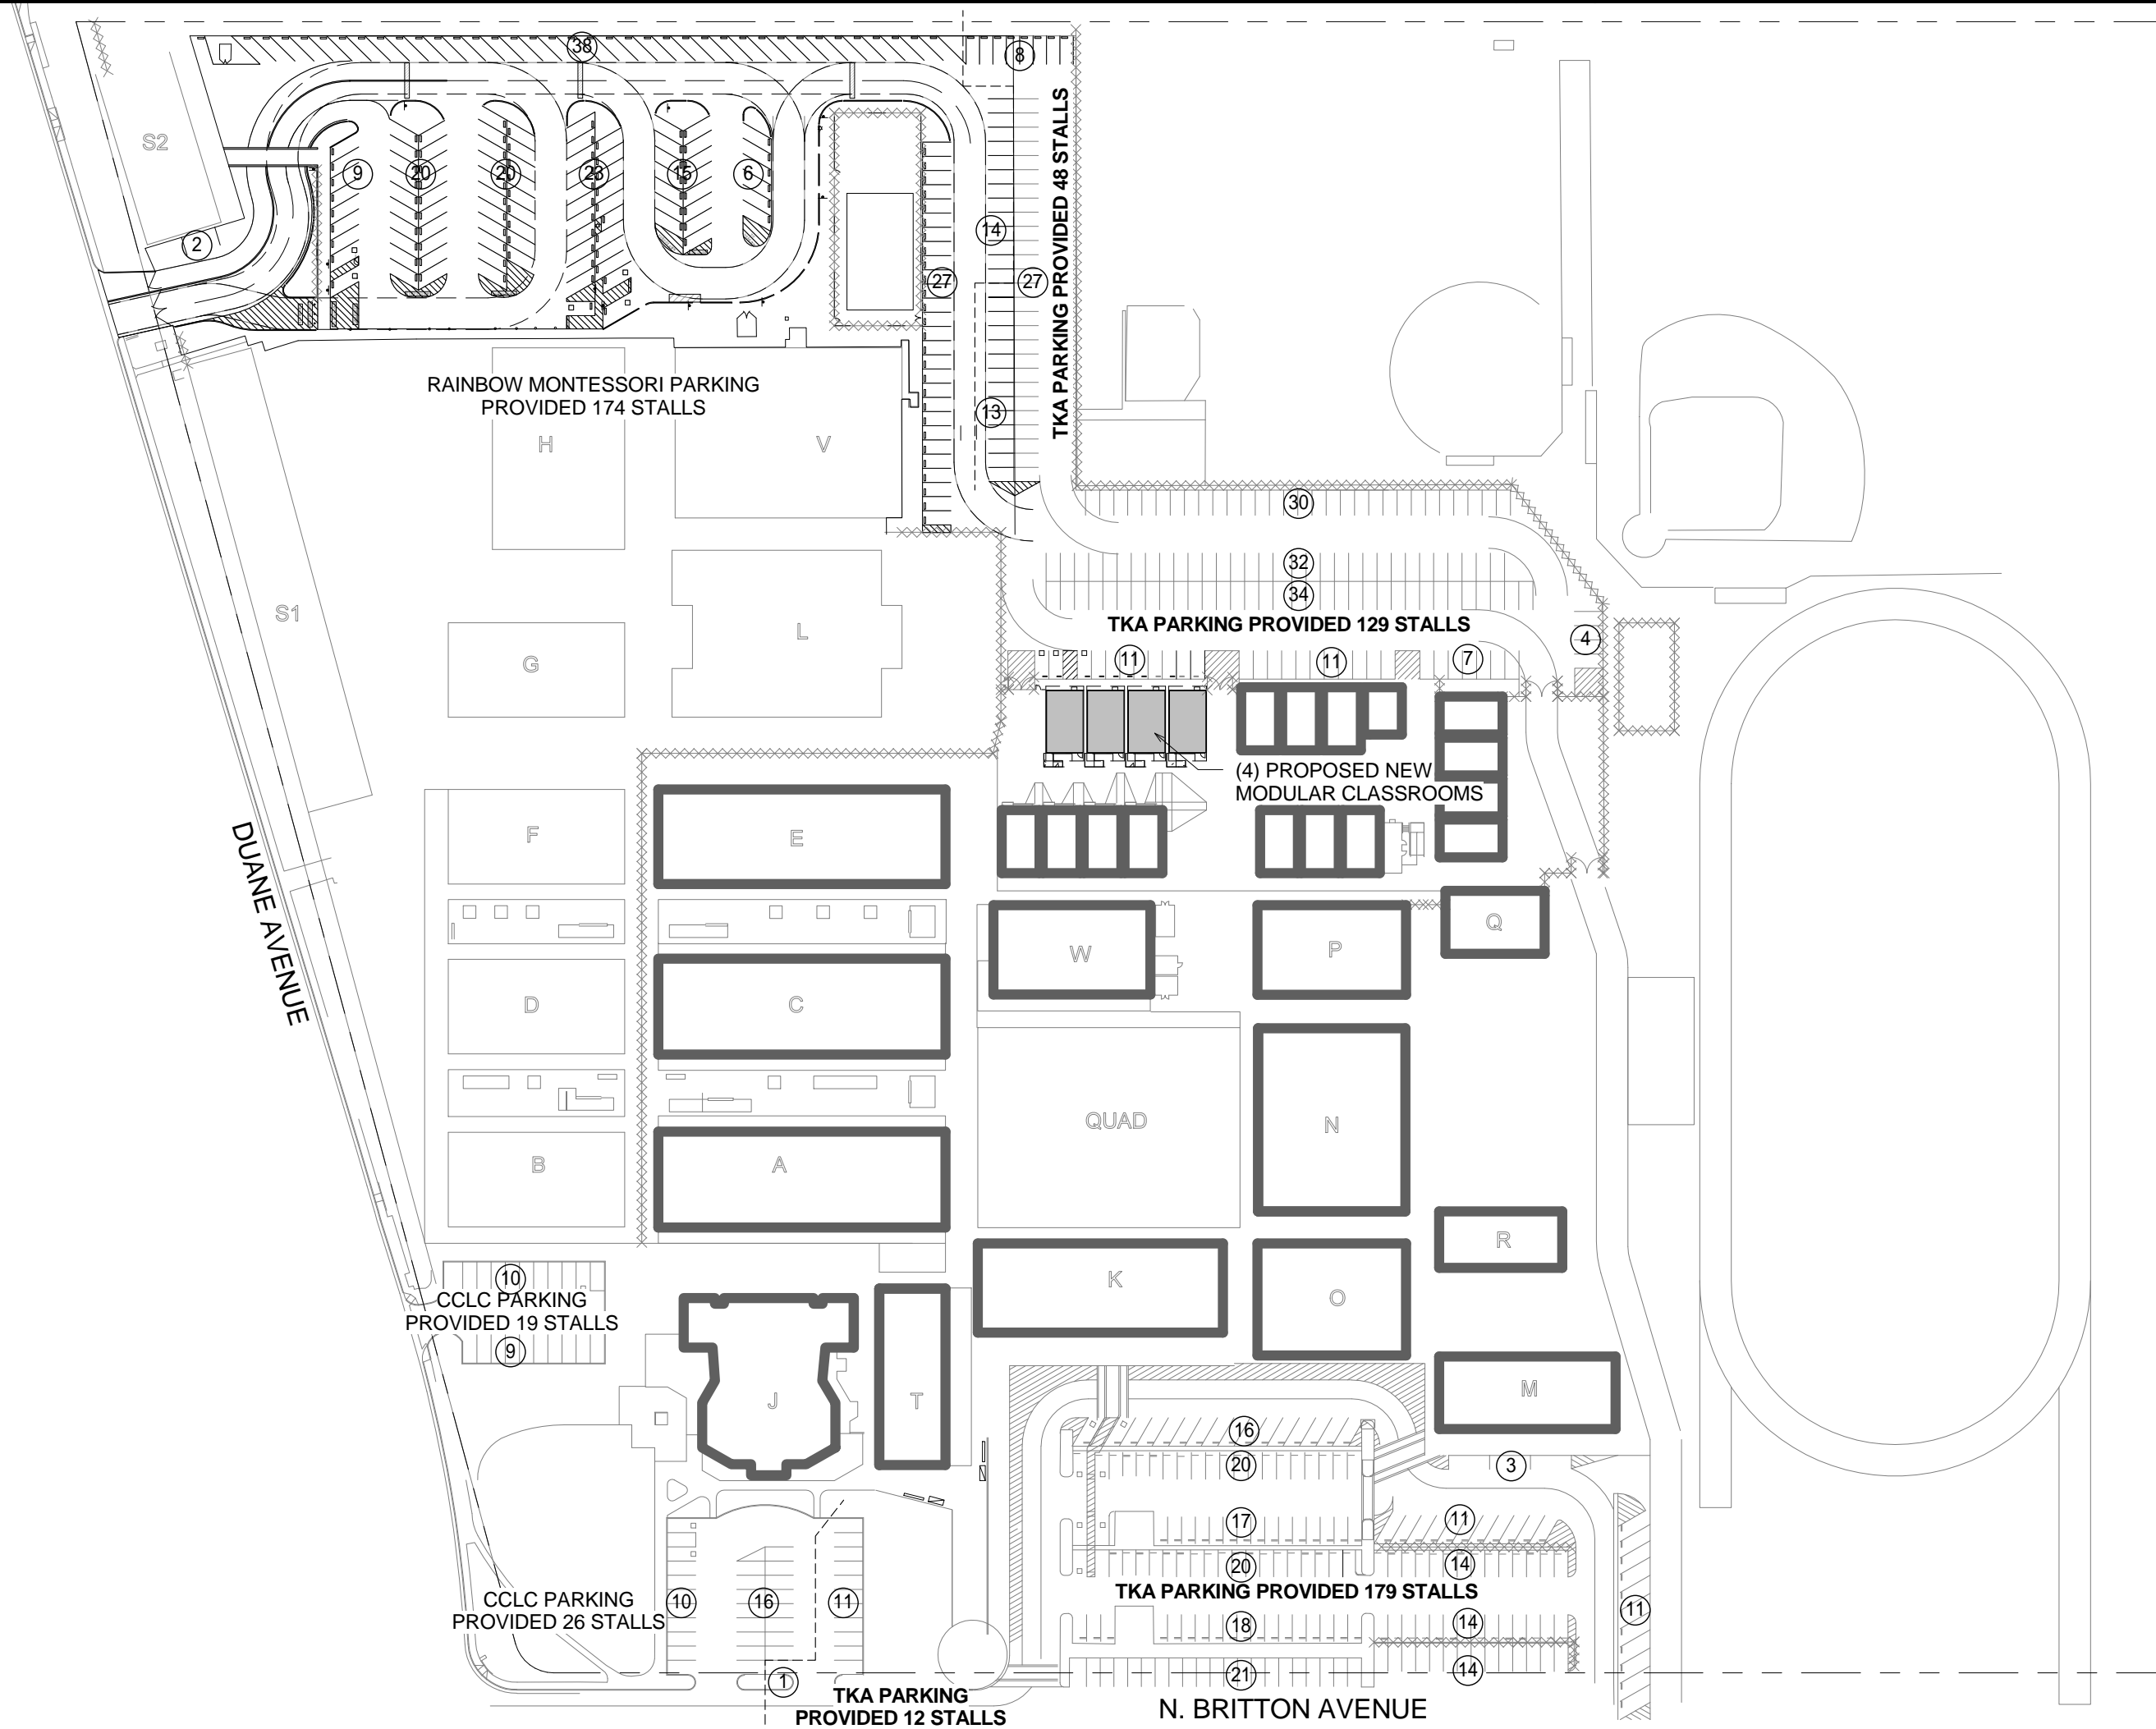 38
8
S2
9
20
20
23
15
6
2
14
27
27
13
TKA PARKING PROVIDED 48 STALLS
RAINBOW MONTESSORI PARKING
PROVIDED 174 STALLS
H
V
30
32
34
TKA PARKING PROVIDED 129 STALLS
4
11
11
7
S1
G
L
(4) PROPOSED NEW
MODULAR CLASSROOMS
DUANE AVENUE
F
E
W
P
Q
D
C
QUAD
N
B
A
R
K
O
10
CCLC PARKING
PROVIDED 19 STALLS
9
J
T
M
16
20
3
17
11
20
14
TKA PARKING PROVIDED 179 STALLS
CCLC PARKING
PROVIDED 26 STALLS
10
16
11
11
18
14
21
14
1
TKA PARKING
PROVIDED 12 STALLS
N. BRITTON AVENUE